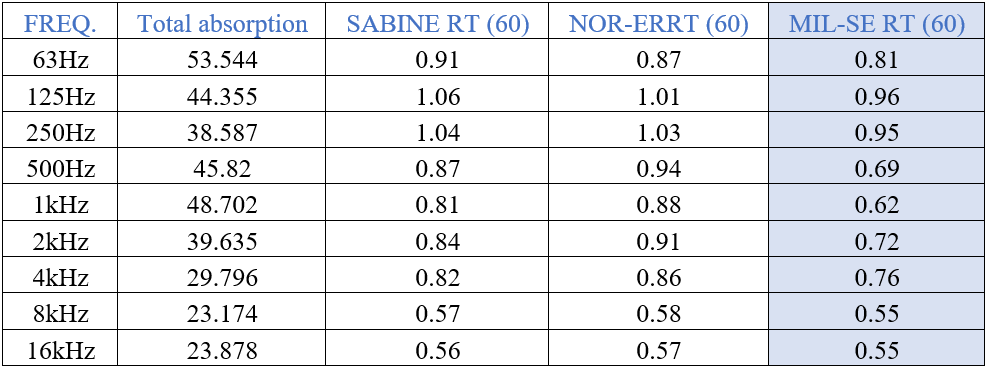 FREQ. Total absorption SABINE RT (60) NOR-ERRT (60) MIL-SE RT (60)
63Hz 53.544 0.91 0.87 0.81
125Hz 44.355 1.06 1.01 0.96
250Hz 38.587 1.04 1.03 0.95
500Hz 45.82 0.87 0.94 0.69
1kHz 48.702 0.81 0.88 0.62
2kHz 39.635 0.84 0.91 0.72
4kHz 29.796 0.82 0.86 0.76
8kHz 23.174 0.57 0.58 0.55
16kHz 23.878 0.56 0.57 0.55